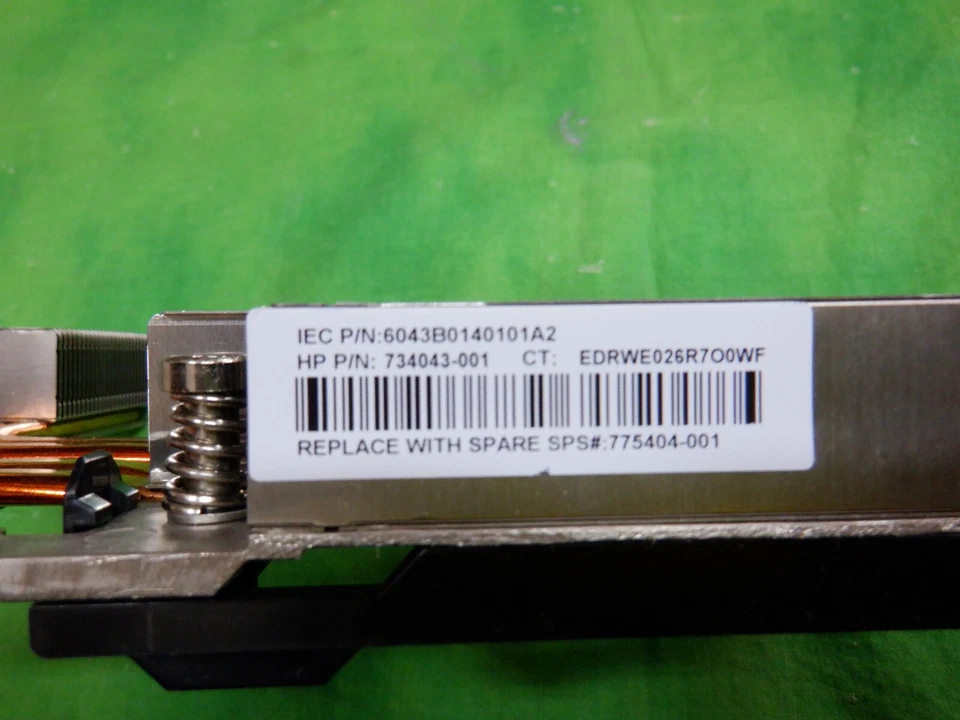 IEC P/N:6043B0140101A2
HP P/N: 734043-001 CT: EDRWE026R7O0WF
REPLACE WITH SPARE SPS#:775404-001